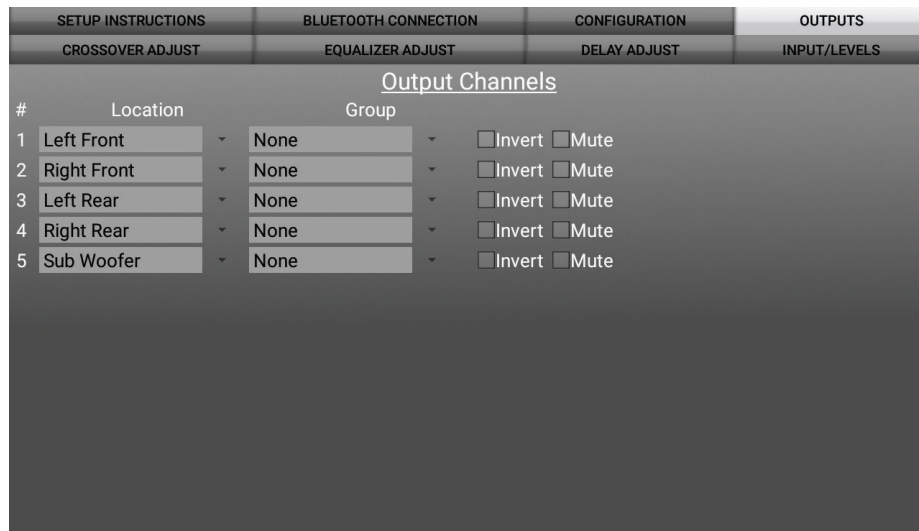 SETUP INSTRUCTIONS BLUETOOTH CONNECTION CONFIGURATION OUTPUTS
CROSSOVER ADJUST EQUALIZER ADJUST DELAY ADJUST INPUT/LEVELS
Output Channels
# Location Group
1 Left Front None Invert Mute
2 Right Front None Invert Mute
3 Left Rear None Invert Mute
4 Right Rear None Invert Mute
5 Sub Woofer None Invert Mute